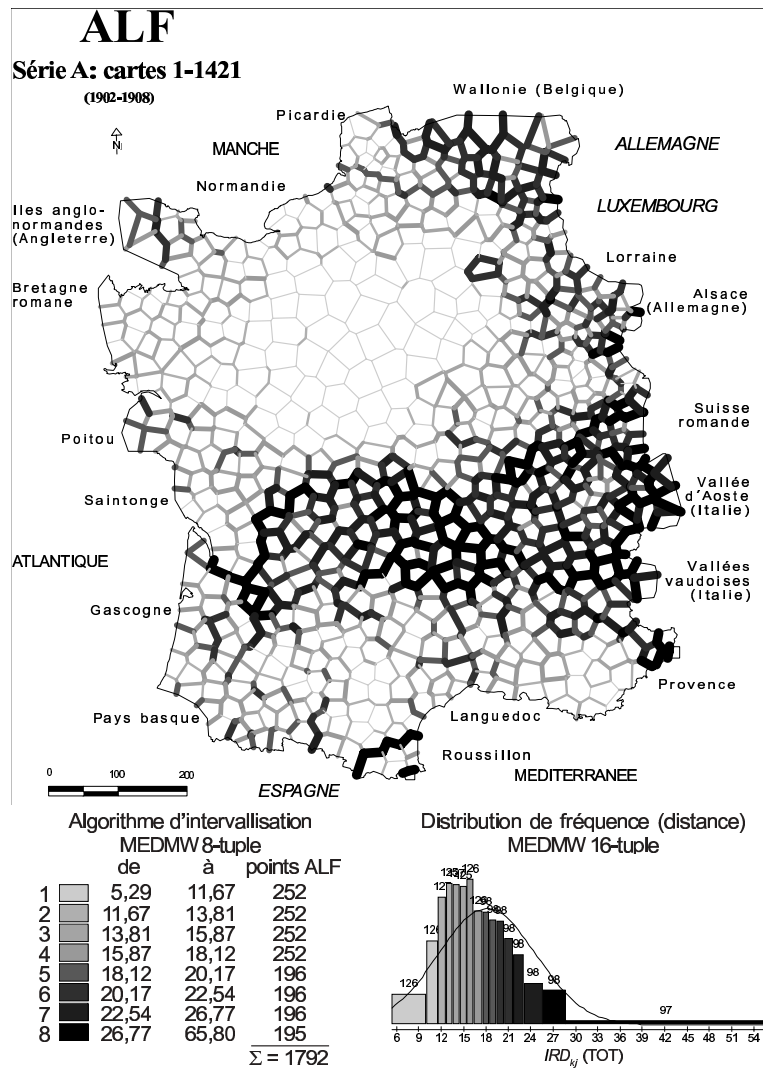 ALF
Série A: cartes 1-1421
(1902-1908)
Wallonie (Belgique)
Picardie
N
MANCHE
ALLEMAGNE
Normandie
Iles anglo-
normandes
(Angleterre)
LUXEMBOURG
Lorraine
Bretagne
romane
Alsace
(Allemagne)
Suisse
romande
Poitou
Vallée
d'Aoste
(Italie)
Saintonge
ATLANTIQUE
Vallées
vaudoises
(Italie)
Gascogne
Provence
Pays basque
Languedoc
Roussillon
MEDITERRANEE
0 100 200
ESPAGNE
Algorithme d'intervallisation
MEDMW 8-tuple
de à points ALF
1 5,29 11,67 252
2 11,67 13,81 252
3 13,81 15,87 252
4 15,87 18,12 252
5 18,12 20,17 196
6 20,17 22,54 196
7 22,54 26,77 196
8 26,77 65,80 195
Σ = 1792
Distribution de fréquence (distance)
MEDMW 16-tuple
126
126
98 98
98
98
98 98
97
6 9 12 15 18 21 24 27 30 33 36 39 42 45 48 51 54
IRDkj (TOT)